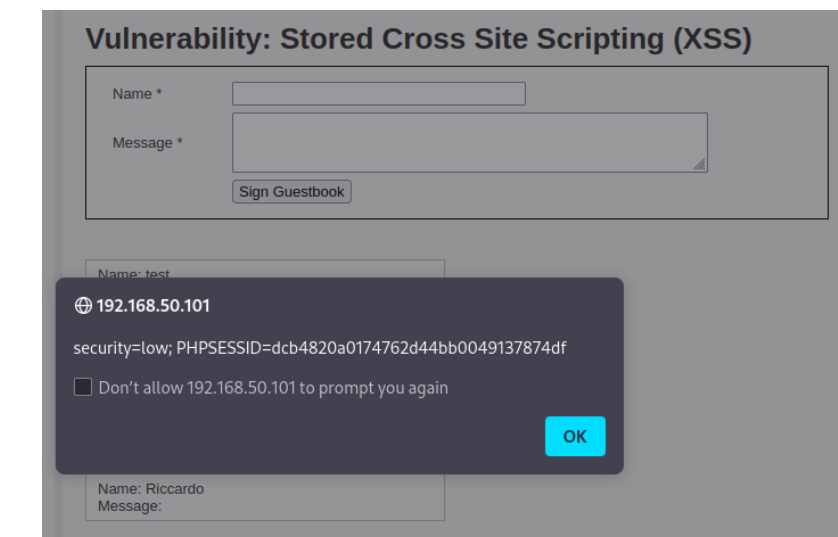 Vulnerability: Stored Cross Site Scripting (XSS)
Name *
Message *
Sign Guestbook
Name: test
192.168.50.101
security=low; PHPSESSID=dcb4820a0174762d44bb0049137874df
Don't allow 192.168.50.101 to prompt you again
OK
Name: Riccardo
Message: